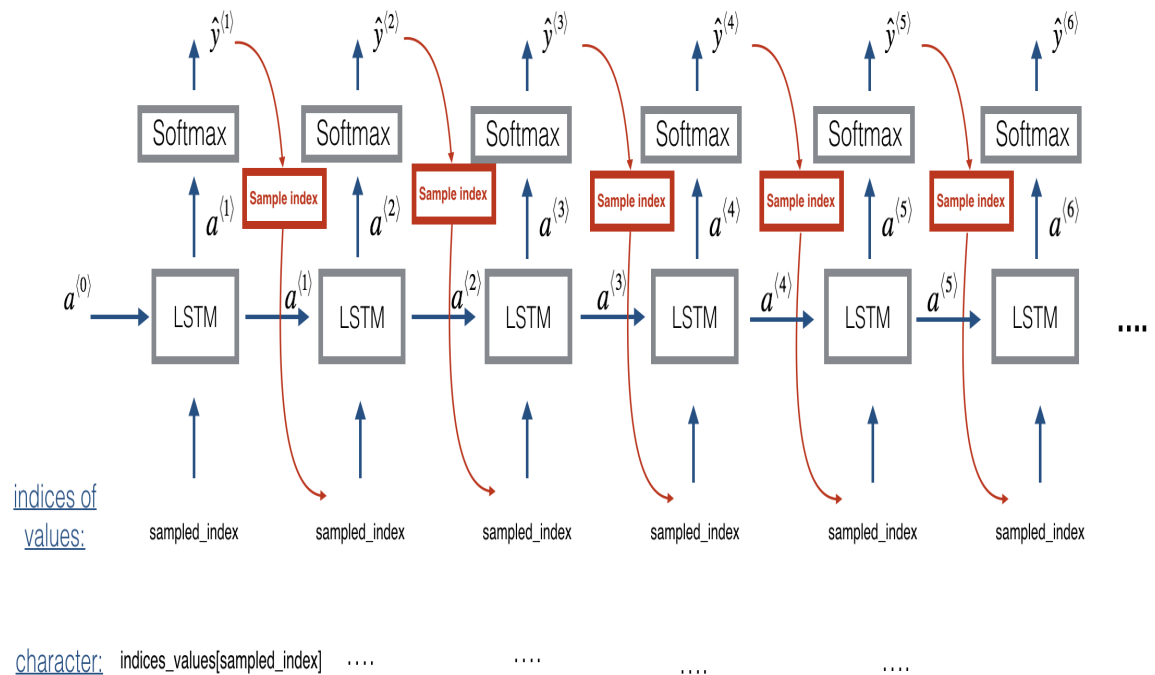 ŷ⟨1⟩ ŷ⟨2⟩ ŷ⟨3⟩ ŷ⟨4⟩ ŷ⟨5⟩ ŷ⟨6⟩
Softmax Softmax Softmax Softmax Softmax Softmax
Sample index Sample index Sample index Sample index Sample index
a⟨1⟩ a⟨2⟩ a⟨3⟩ a⟨4⟩ a⟨5⟩ a⟨6⟩
a⟨0⟩ a⟨1⟩ a⟨2⟩ a⟨3⟩ a⟨4⟩ a⟨5⟩
LSTM LSTM LSTM LSTM LSTM LSTM ....
indices of
values: sampled_index sampled_index sampled_index sampled_index sampled_index sampled_index
character: indices_values[sampled_index] .... .... .... ....